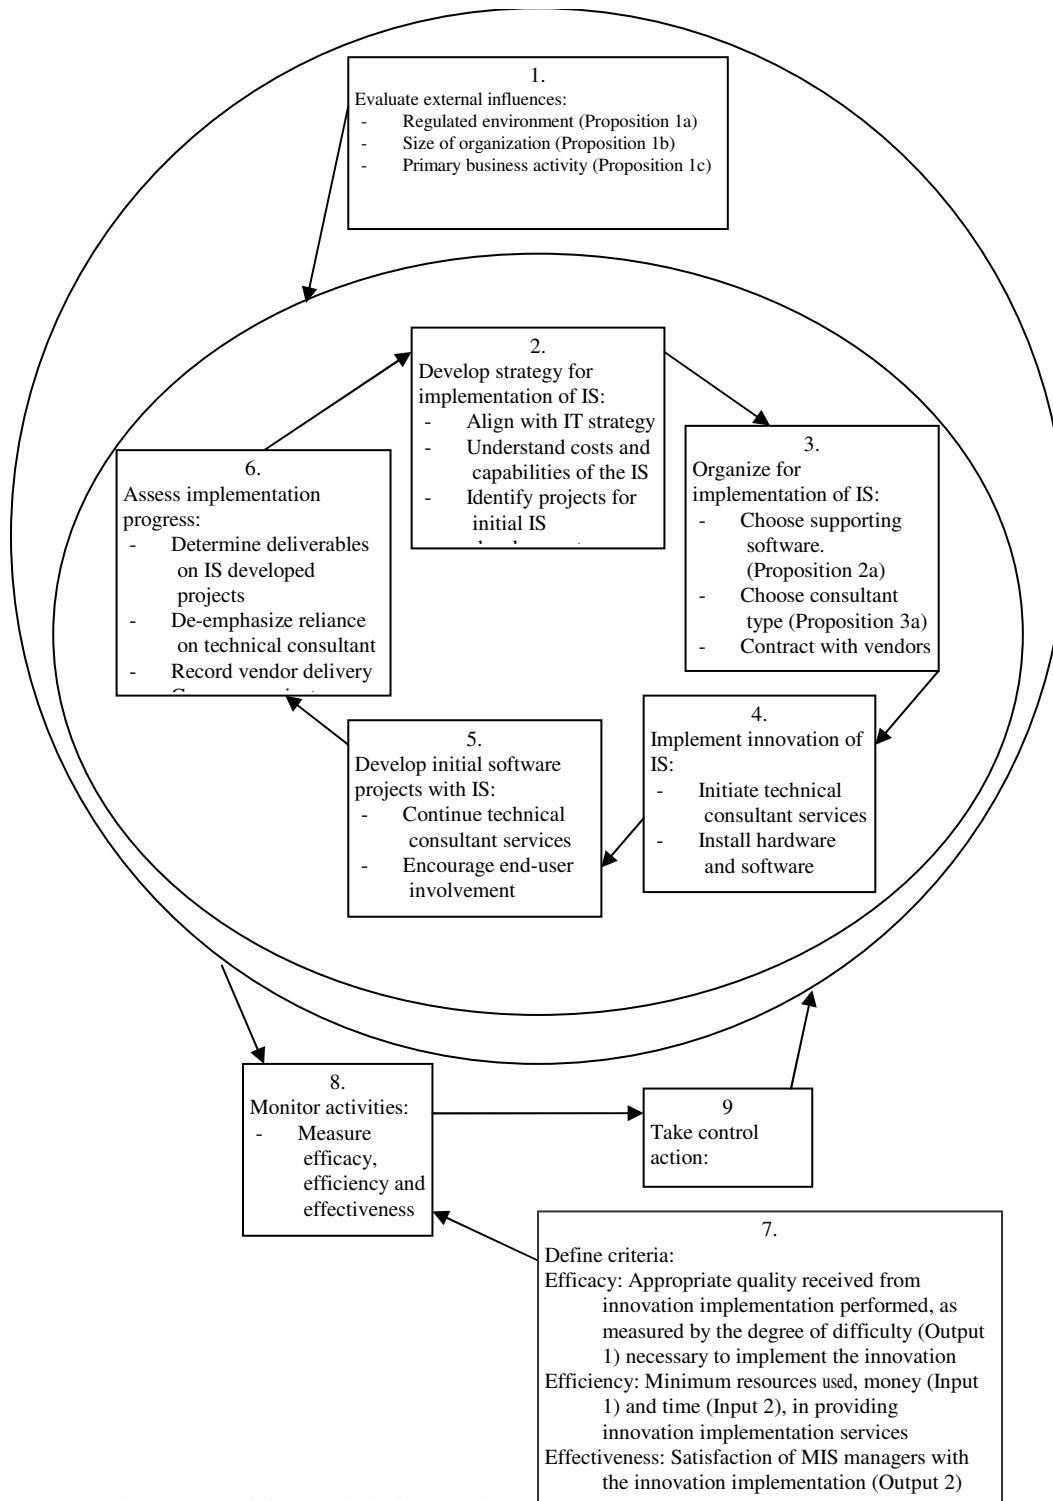 1.
Evaluate external influences:
- Regulated environment (Proposition 1a)
- Size of organization (Proposition 1b)
- Primary business activity (Proposition 1c)
2.
Develop strategy for
implementation of IS:
- Align with IT strategy
- Understand costs and
capabilities of the IS
- Identify projects for
initial IS
3.
Organize for
implementation of IS:
- Choose supporting
software.
(Proposition 2a)
- Choose consultant
type (Proposition 3a)
- Contract with vendors
4.
Implement innovation of
IS:
- Initiate technical
consultant services
- Install hardware
and software
5.
Develop initial software
projects with IS:
- Continue technical
consultant services
- Encourage end-user
involvement
6.
Assess implementation
progress:
- Determine deliverables
on IS developed
projects
- De-emphasize reliance
on technical consultant
- Record vendor delivery
8.
Monitor activities:
- Measure
efficacy,
efficiency and
effectiveness
9
Take control
action:
7.
Define criteria:
Efficacy: Appropriate quality received from
innovation implementation performed, as
measured by the degree of difficulty (Output
1) necessary to implement the innovation
Efficiency: Minimum resources used, money (Input
1) and time (Input 2), in providing
innovation implementation services
Effectiveness: Satisfaction of MIS managers with
the innovation implementation (Output 2)